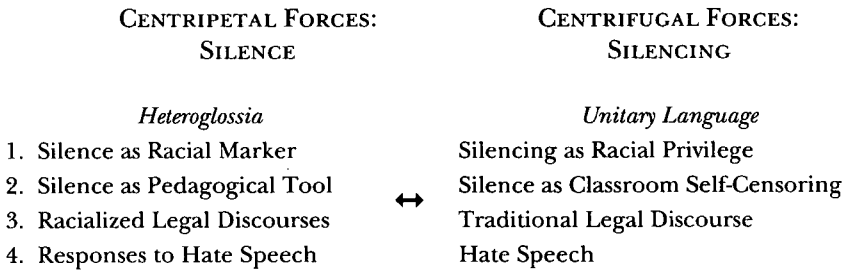 CENTRIPETAL FORCES:
SILENCE
Heteroglossia
1. Silence as Racial Marker
2. Silence as Pedagogical Tool
3. Racialized Legal Discourses
4. Responses to Hate Speech
↔
CENTRIFUGAL FORCES:
SILENCING
Unitary Language
Silencing as Racial Privilege
Silence as Classroom Self-Censoring
Traditional Legal Discourse
Hate Speech